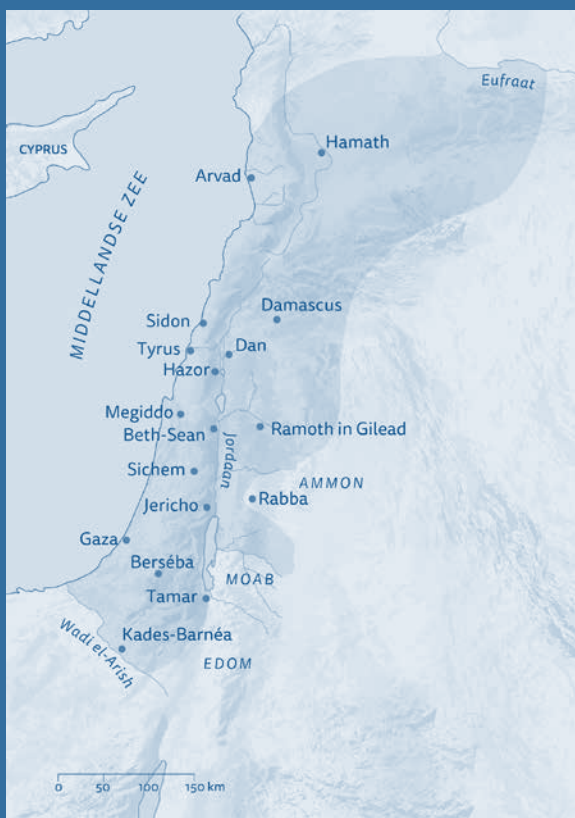 Eufraat
Hamath
CYPRUS
Arvad
MIDDELLANDSE ZEE
Damascus
Sidon
Tyrus
Dan
Hazor
Megiddo
Beth-Sean
Ramoth in Gilead
Jordaan
Sichem
AMMON
Rabba
Jericho
Gaza
Berséba
MOAB
Tamar
Wadi el-Arish
Kades-Barnéa
EDOM
0 50 100 150 km